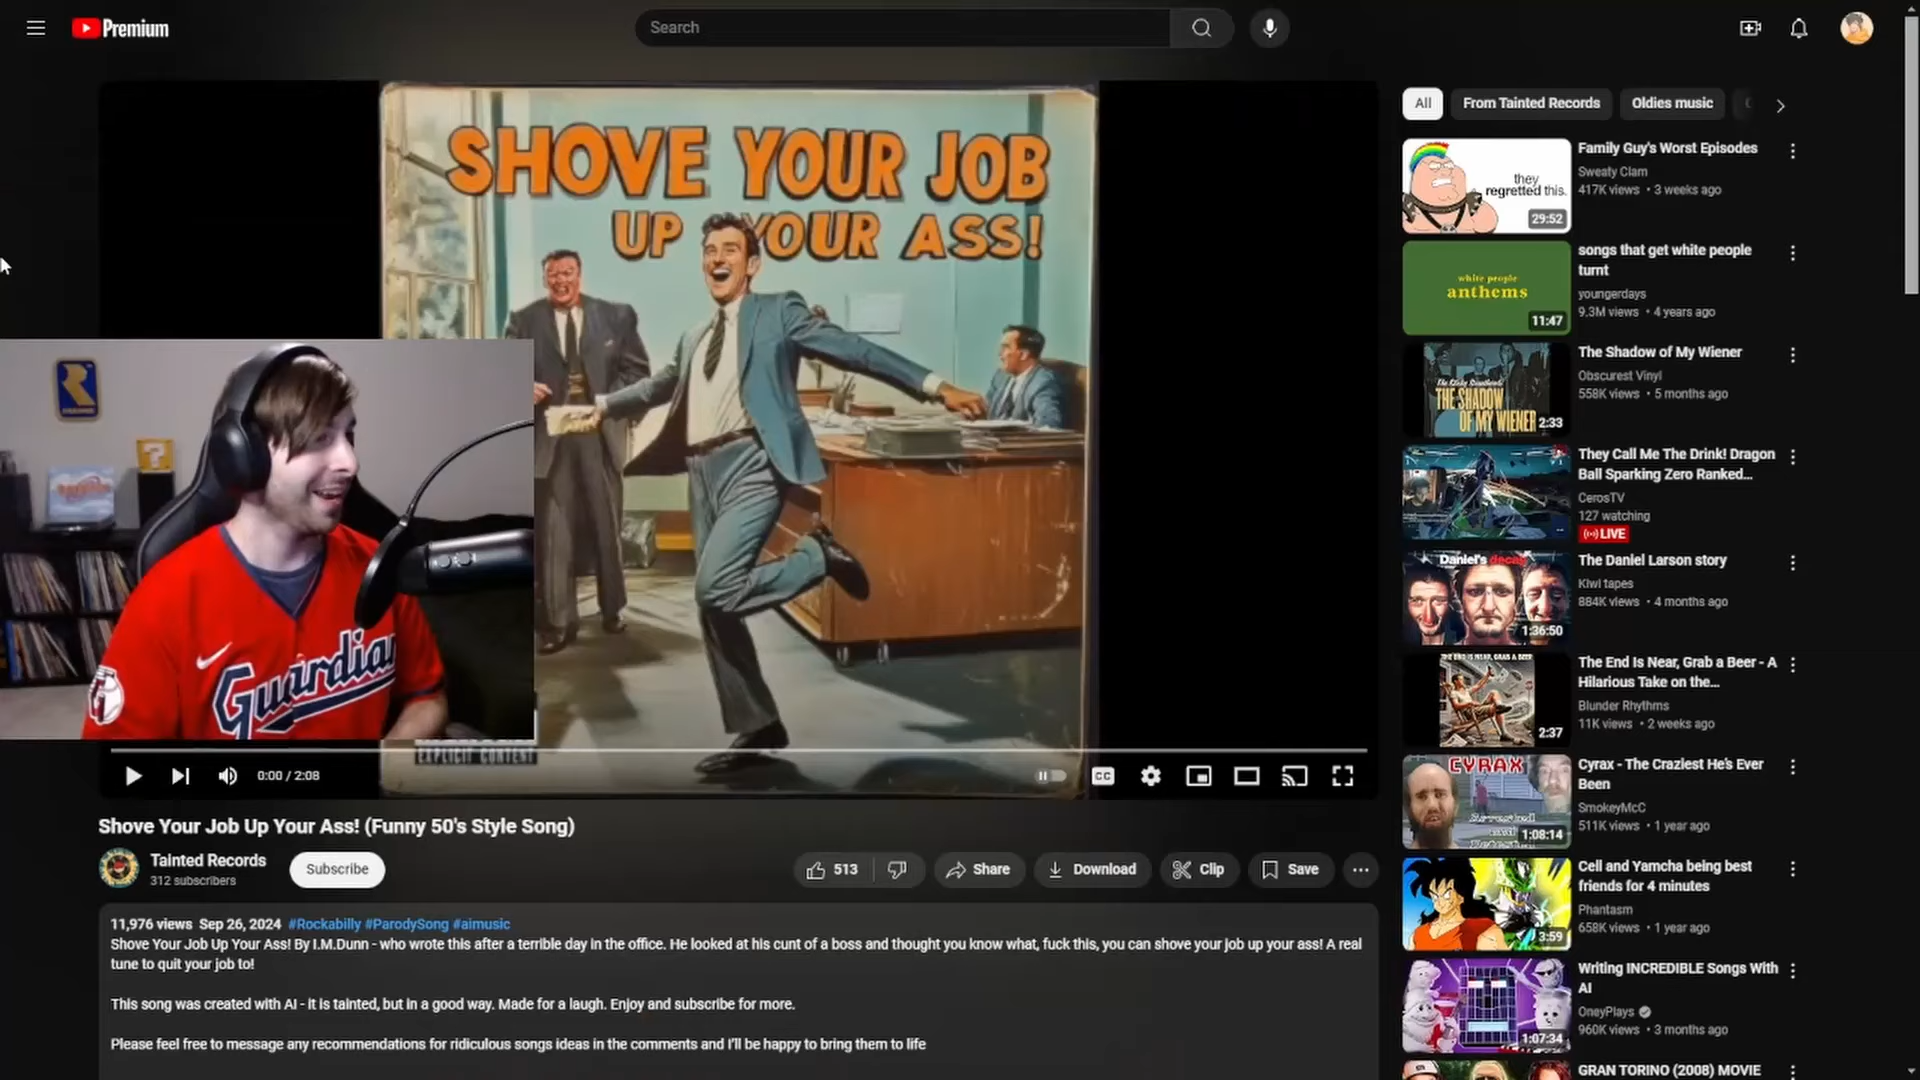 Premium
Search
SHOVE YOUR JOB
UP YOUR ASS!
Guardian
EXPLICIT CONTENT
0:00 / 2:08
CC
Shove Your Job Up Your Ass! (Funny 50's Style Song)
Tainted Records
312 subscribers
Subscribe
513
Share
Download
Clip
Save
11,976 views Sep 26, 2024 #Rockabilly #ParodySong #aimusic
Shove Your Job Up Your Ass! By I.M.Dunn - who wrote this after a terrible day in the office. He looked at his cunt of a boss and thought you know what, fuck this, you can shove your job up your ass! A real
tune to quit your job to!
This song was created with AI - it is tainted, but in a good way. Made for a laugh. Enjoy and subscribe for more.
Please feel free to message any recommendations for ridiculous songs ideas in the comments and I'll be happy to bring them to life
All
From Tainted Records
Oldies music
they
regretted this.
29:52
Family Guy's Worst Episodes
Sweaty Clam
417K views • 3 weeks ago
white people
anthems
11:47
songs that get white people
turnt
youngerdays
9.3M views • 4 years ago
THE SHADOW
OF MY WIENER
2:33
The Shadow of My Wiener
Obscurest Vinyl
558K views • 5 months ago
They Call Me The Drink! Dragon
Ball Sparking Zero Ranked...
CerosTV
127 watching
LIVE
Daniel's decay
1:36:50
The Daniel Larson story
Kiwi tapes
884K views • 4 months ago
THE END IS NEAR, GRAB A BEER
2:37
The End Is Near, Grab a Beer - A
Hilarious Take on the...
Blunder Rhythms
11K views • 2 weeks ago
CYRAX
1:08:14
Cyrax - The Craziest He's Ever
Been
SmokeyMcC
511K views • 1 year ago
3:59
Cell and Yamcha being best
friends for 4 minutes
Phantasm
658K views • 1 year ago
1:07:34
Writing INCREDIBLE Songs With
AI
OneyPlays
960K views • 3 months ago
GRAN TORINO (2008) MOVIE